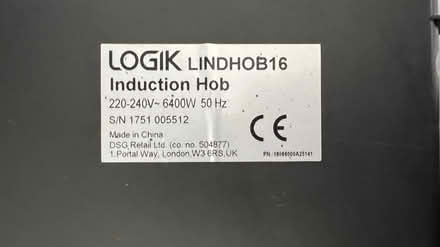 LOGIK LINDHOB16
Induction Hob
220-240V~ 6400W 50 Hz
S/N 1751 005512
Made in China
DSG Retail Ltd. (co. no. 504877)
1.Portal Way, London,W3 6RS,UK
CE